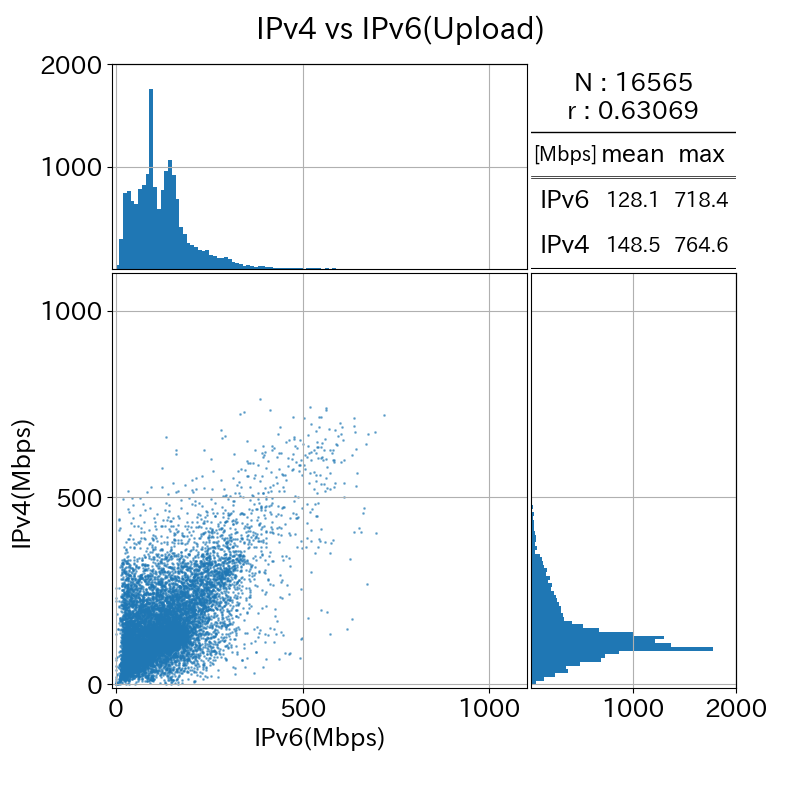 IPv4 vs IPv6(Upload)
2000
1000
N : 16565
r : 0.63069
[Mbps] mean max
IPv6 128.1 718.4
IPv4 148.5 764.6
1000
500
0
IPv4(Mbps)
0 500 1000
1000 2000
IPv6(Mbps)